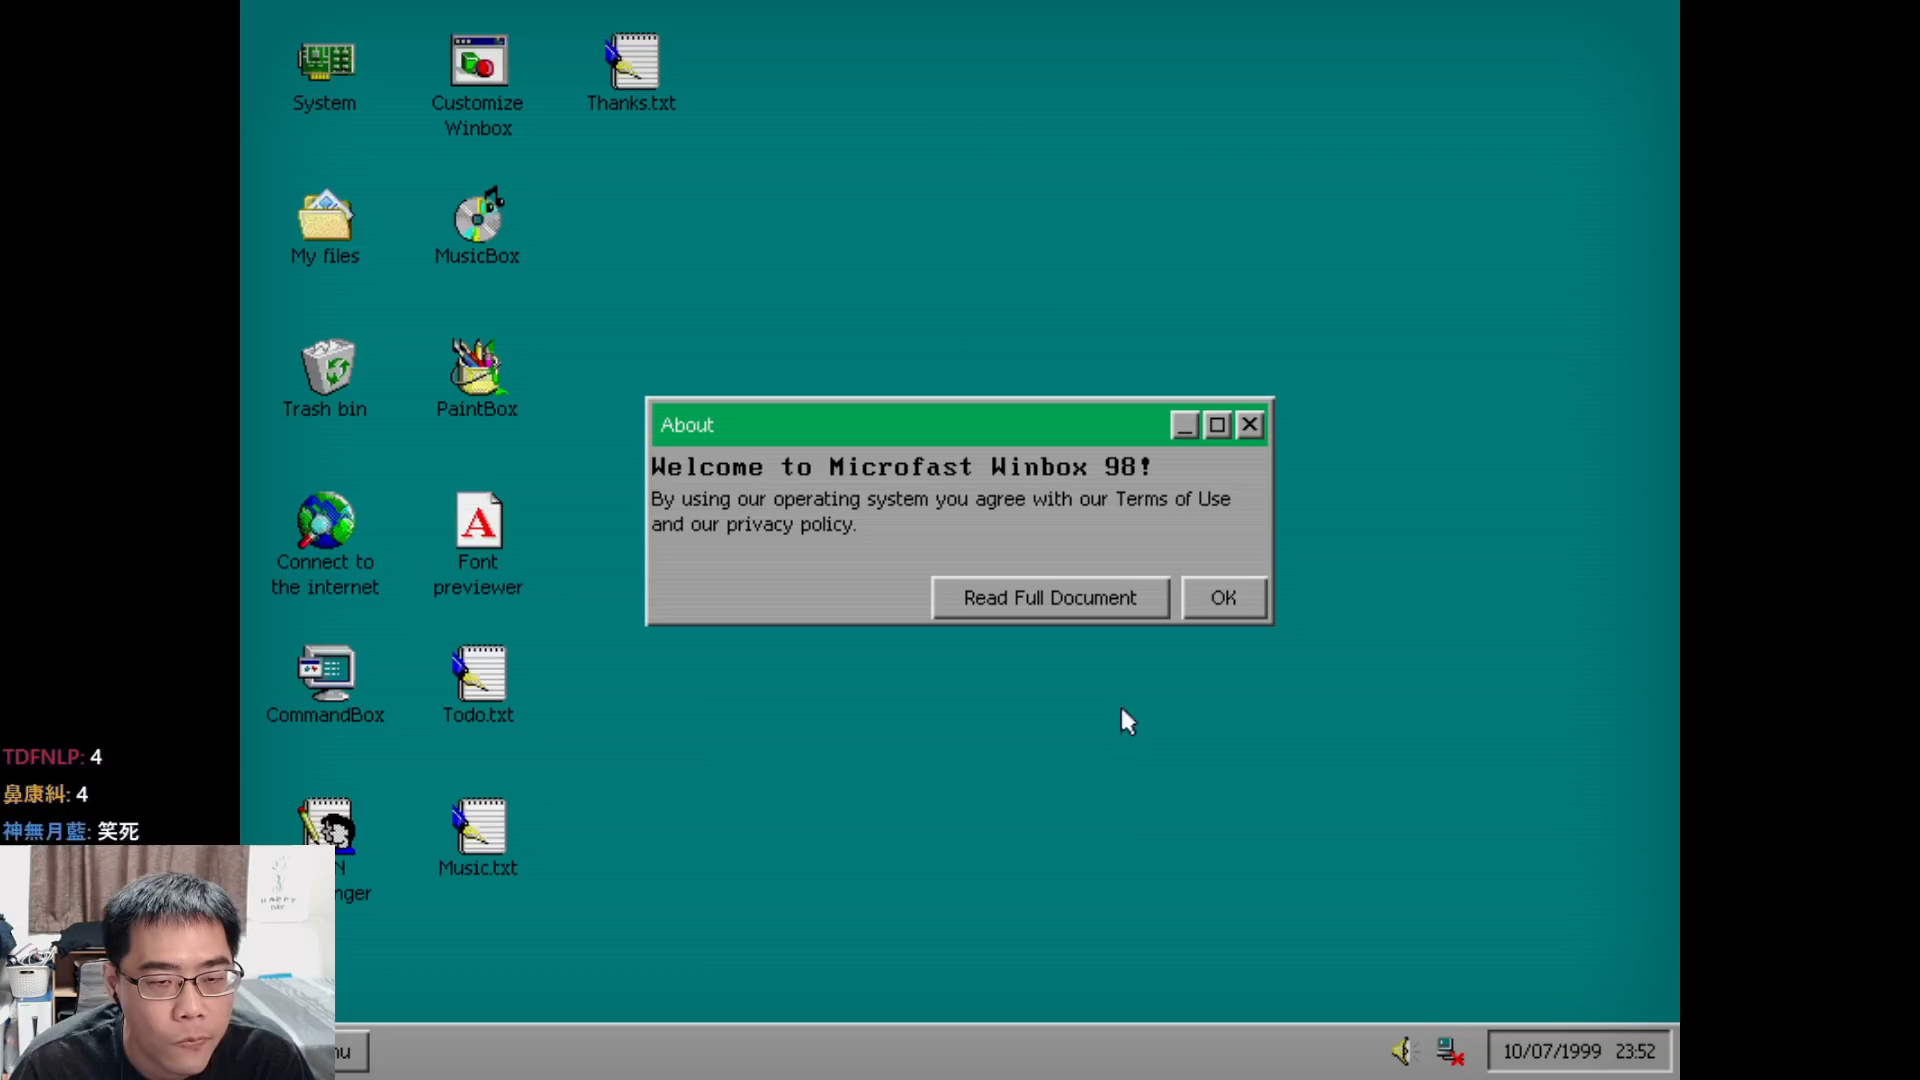 System
Customize
Winbox
Thanks.txt
My files
MusicBox
Trash bin
PaintBox
About
Welcome to Microfast Winbox 98!
By using our operating system you agree with our Terms of Use
and our privacy policy.
Read Full Document
OK
Connect to
the internet
A
Font
previewer
CommandBox
Todo.txt
TDFNLP: 4
鼻康糾: 4
神無月藍: 笑死
N
nger
Music.txt
HAPPY
DAY
nu
10/07/1999 23:52